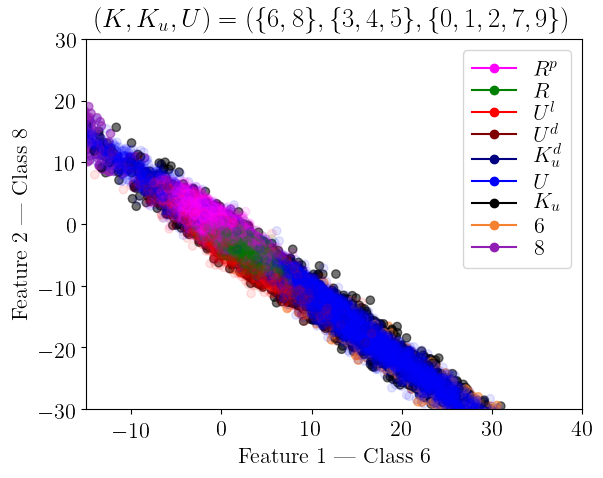 (K, K_u, U) = ({6, 8}, {3, 4, 5}, {0, 1, 2, 7, 9})
30
20
10
0
−10
−20
−30
Feature 2 — Class 8
R^p
R
U^l
U^d
K_u^d
U
K_u
6
8
−10
0
10
20
30
40
Feature 1 — Class 6